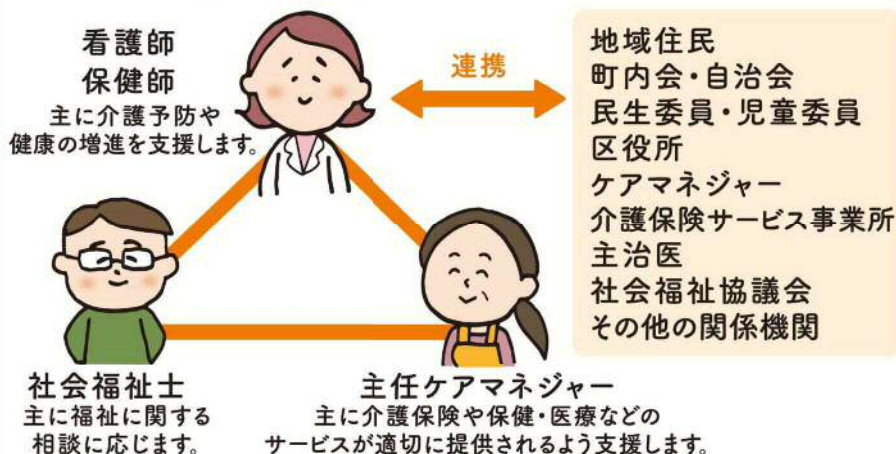 看護師
保健師
主に介護予防や
健康の増進を支援します。
連携
地域住民
町内会・自治会
民生委員・児童委員
区役所
ケアマネジャー
介護保険サービス事業所
主治医
社会福祉協議会
その他の関係機関
社会福祉士
主に福祉に関する
相談に応じます。
主任ケアマネジャー
主に介護保険や保健・医療などの
サービスが適切に提供されるよう支援します。